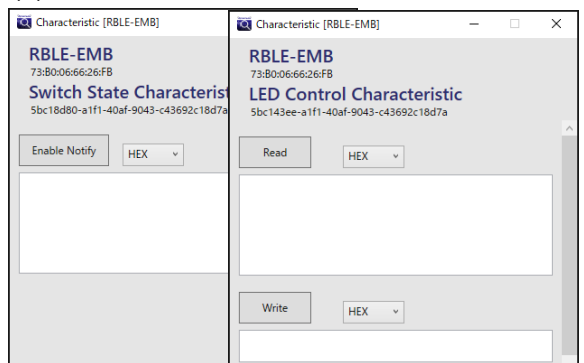 Characteristic [RBLE-EMB]
RBLE-EMB
73:B0:06:66:26:FB
Switch State Characterist
5bc18d80-a1f1-40af-9043-c43692c18d7a
Enable Notify
HEX
Characteristic [RBLE-EMB]
RBLE-EMB
73:B0:06:66:26:FB
LED Control Characteristic
5bc143ee-a1f1-40af-9043-c43692c18d7a
Read
HEX
Write
HEX